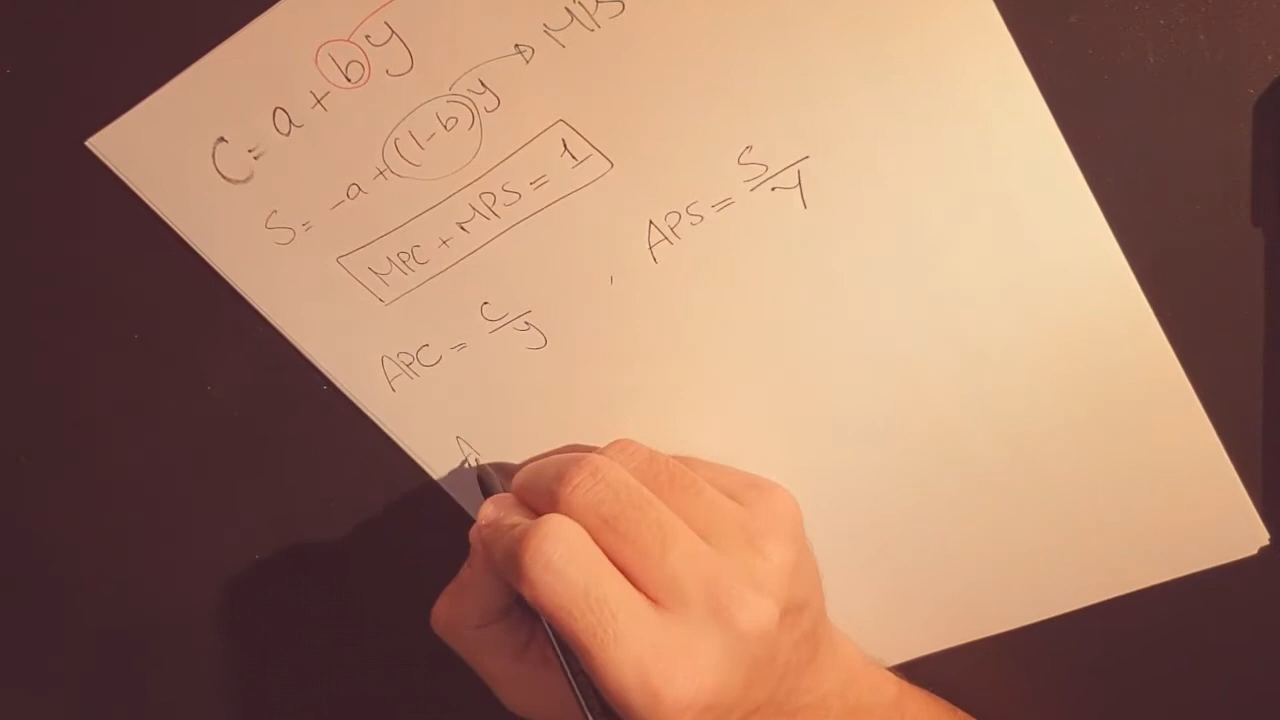 C = a + by
S = -a + (1-b)y → MPS
MPC + MPS = 1
APC = C/y , APS = S/Y
A